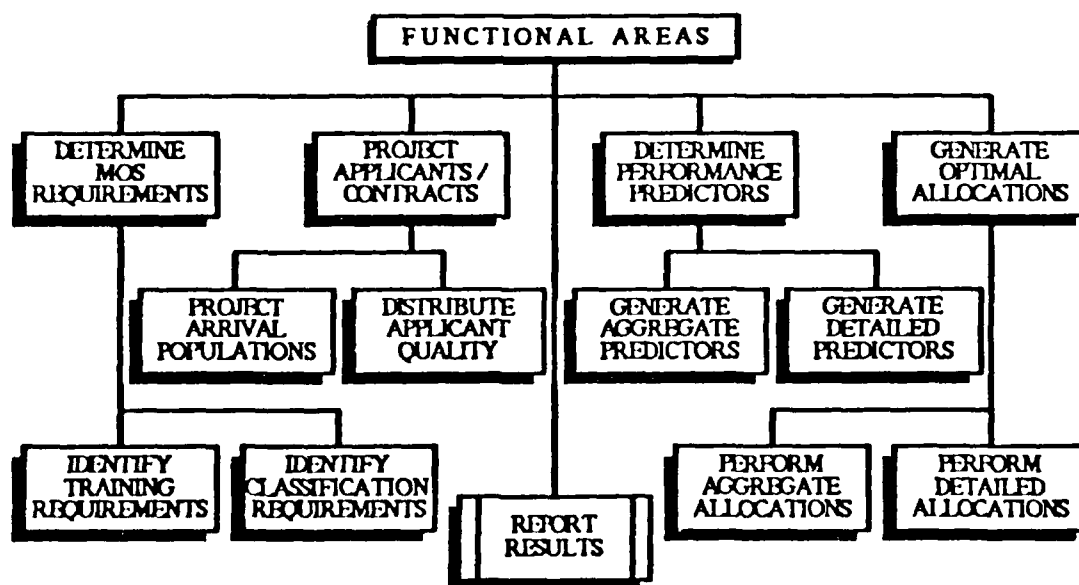 FUNCTIONAL AREAS
DETERMINE
MOS
REQUIREMENTS
PROJECT
APPLICANTS /
CONTRACTS
DETERMINE
PERFORMANCE
PREDICTORS
GENERATE
OPTIMAL
ALLOCATIONS
PROJECT
ARRIVAL
POPULATIONS
DISTRIBUTE
APPLICANT
QUALITY
GENERATE
AGGREGATE
PREDICTORS
GENERATE
DETAILED
PREDICTORS
IDENTIFY
TRAINING
REQUIREMENTS
IDENTIFY
CLASSIFICATION
REQUIREMENTS
REPORT
RESULTS
PERFORM
AGGREGATE
ALLOCATIONS
PERFORM
DETAILED
ALLOCATIONS